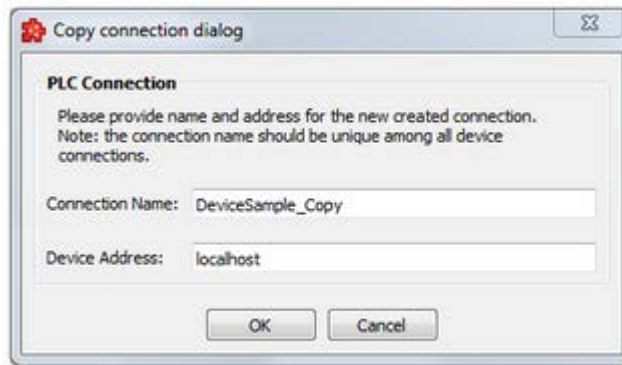 Copy connection dialog
PLC Connection
Please provide name and address for the new created connection.
Note: the connection name should be unique among all device
connections.
Connection Name: DeviceSample_Copy
Device Address: localhost
OK Cancel